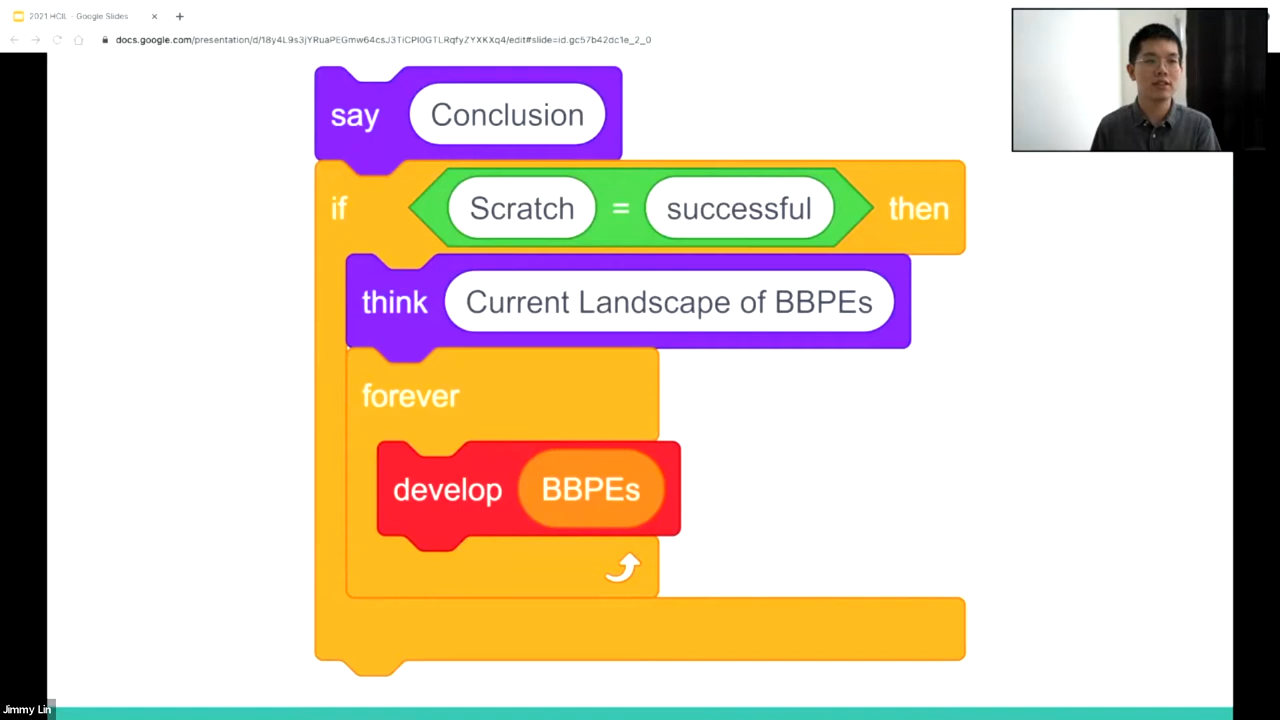 2021 HCIL - Google Slides
docs.google.com/presentation/d/18y4L9s3jYRuaPEGmw64csJ3TiCPI0GTLRqfyZYXKXq4/edit#slide=id.gc57b42dc1e_2_0
say Conclusion
if Scratch = successful then
think Current Landscape of BBPEs
forever
develop BBPEs
Jimmy Lin